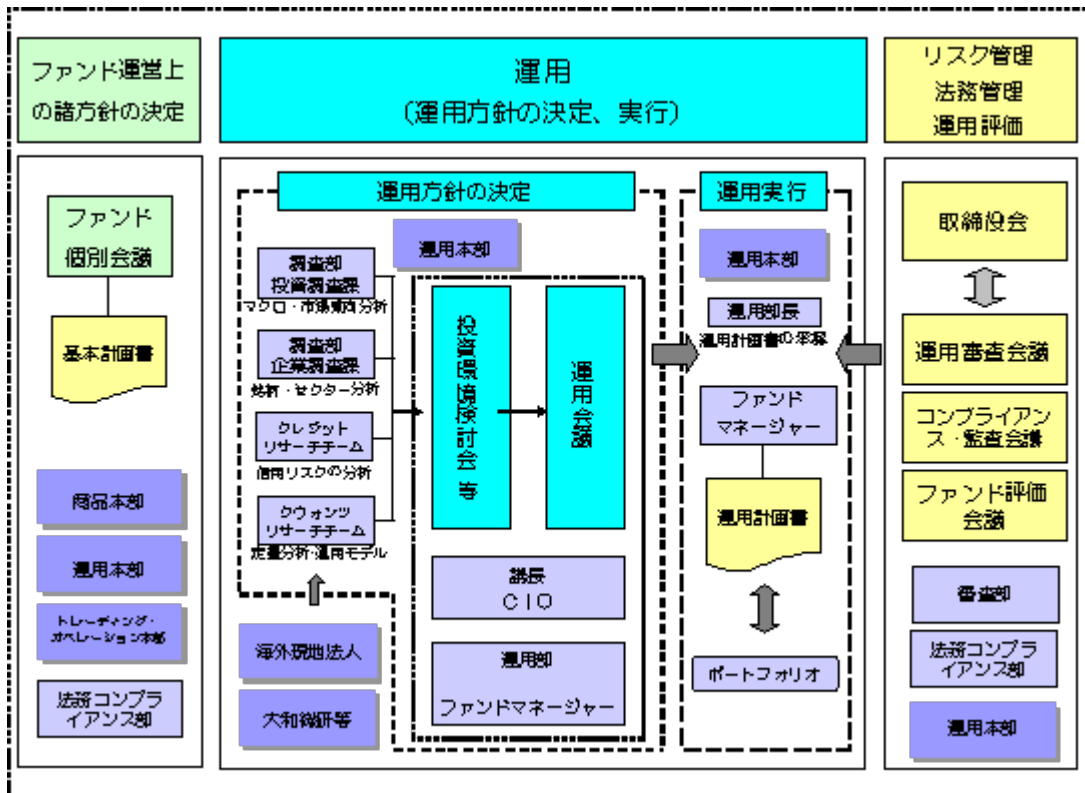 ファンド運営上
の諸方針の決定
ファンド
個別会議
基本計画書
商品本部
運用本部
トレーディング・
オペレーション本部
法務コンプラ
イアンス部
運用
(運用方針の決定、実行)
運用方針の決定
運用本部
調査部
投資調査課
マクロ・市場動向分析
調査部
企業調査課
銘柄・セクター分析
クレジット
リサーチチーム
信用リスクの分析
クウォンツ
リサーチチーム
定量分析・運用モデル
海外現地法人
大和総研等
投資環境検討会 等
運用会議
議長
CIO
運用部
ファンドマネージャー
運用実行
運用本部
運用部長
運用計画書の承認
ファンド
マネージャー
運用計画書
ポートフォリオ
リスク管理
法務管理
運用評価
取締役会
運用審査会議
コンプライアン
ス・監査会議
ファンド評価
会議
審査部
法務コンプラ
イアンス部
運用本部